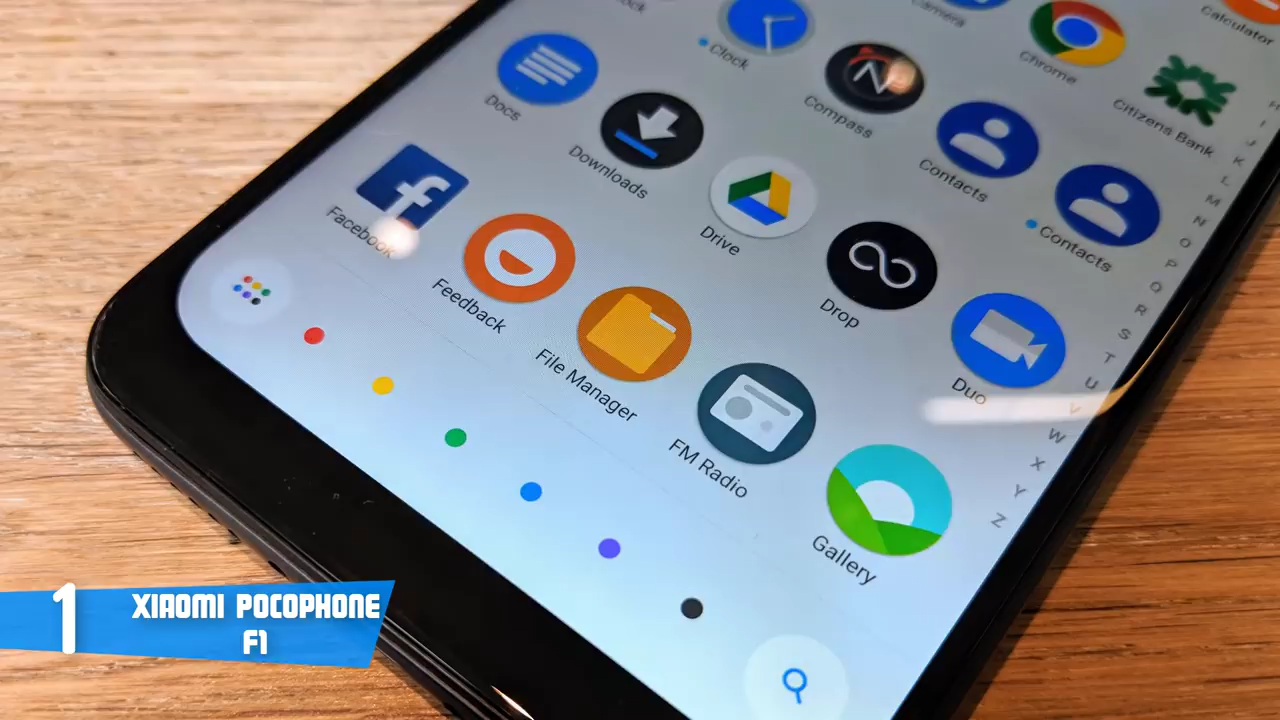 Clock
Camera
Chrome
Calculator
Docs
Compass
Citizens Bank
Downloads
Contacts
Facebook
Drive
Contacts
Feedback
Drop
File Manager
Duo
FM Radio
Gallery
J
K
L
M
N
O
P
Q
R
S
T
U
V
W
X
Y
Z
1
XIAOMI POCOPHONE
F1